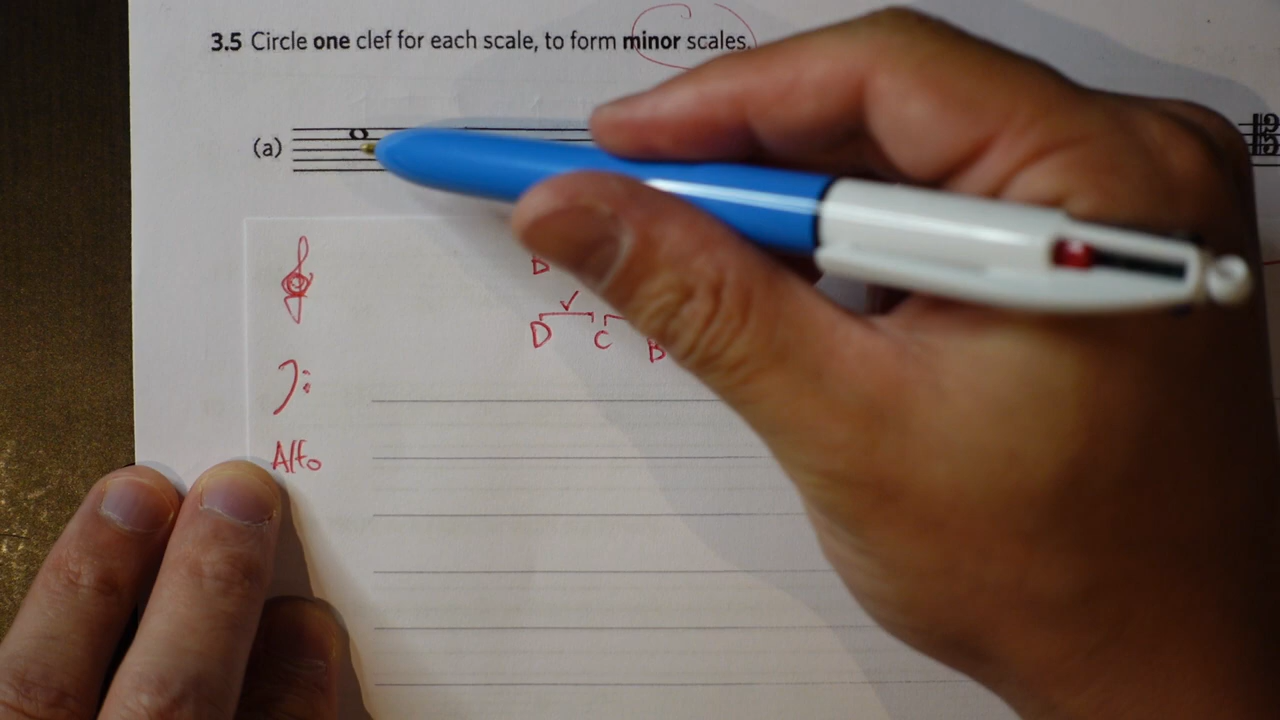 3.5 Circle one clef for each scale, to form minor scales.
(a)
D
D C B
Alto